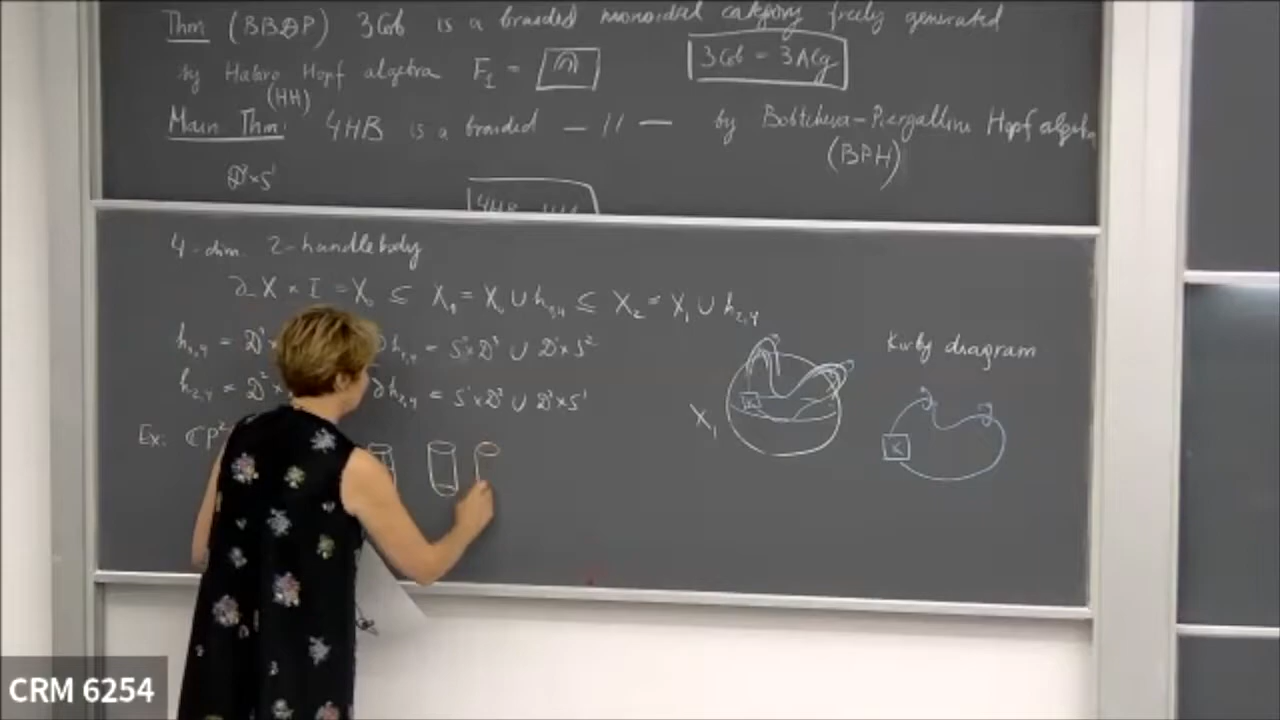 Thm (BBDP) 3Cob is a braided monoidal category freely generated
by Habiro Hopf algebra F₁ = 3Cob = 3Alg
(HH)
Main Thm: 4HB is a braided — // — by Bobtcheva-Piergallini Hopf algebra
(BPH)
D³×S¹
4HB
4-dim. 2-handlebody
∂_X × I = X₀ ⊆ X₁ = X₀ ∪ h₁,₄ ⊆ X₂ = X₁ ∪ h₂,₄
h₁,₄ = D¹× ∂h₁,₄ = S⁰×D³ ∪ D¹×S²
h₂,₄ = D²× ∂h₂,₄ = S¹×D² ∪ D²×S¹
Ex: CP²
X₁
Kirby diagram
K
K
CRM 6254